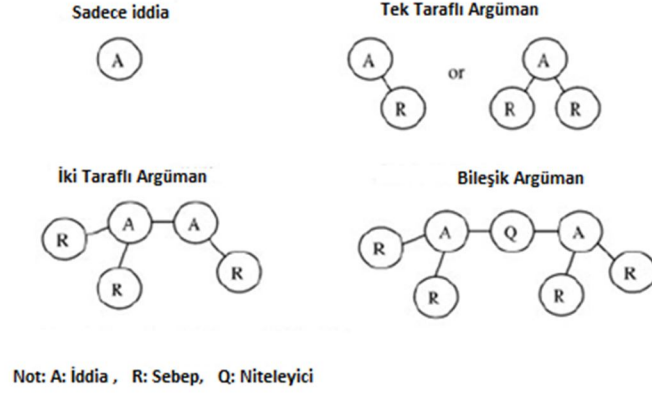 Sadece iddia
Tek Taraflı Argüman
A
A
R
or
A
R
R
İki Taraflı Argüman
Bileşik Argüman
R
A
A
R
R
R
A
Q
A
R
R
R
Not: A: İddia , R: Sebep, Q: Niteleyici